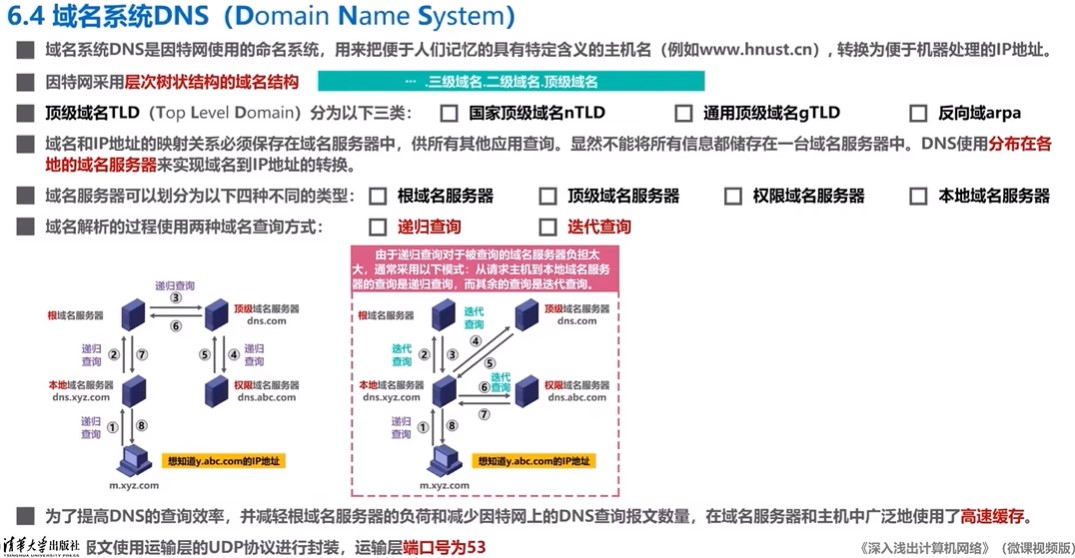 6.4 域名系统DNS（Domain Name System）
域名系统DNS是因特网使用的命名系统，用来把便于人们记忆的具有特定含义的主机名（例如www.hnust.cn），转换为便于机器处理的IP地址。
因特网采用层次树状结构的域名结构
… .三级域名.二级域名.顶级域名
顶级域名TLD（Top Level Domain）分为以下三类： 国家顶级域名nTLD 通用顶级域名gTLD 反向域arpa
域名和IP地址的映射关系必须保存在域名服务器中，供所有其他应用查询。显然不能将所有信息都储存在一台域名服务器中。DNS使用分布在各
地的域名服务器来实现域名到IP地址的转换。
域名服务器可以划分为以下四种不同的类型： 根域名服务器 顶级域名服务器 权限域名服务器 本地域名服务器
域名解析的过程使用两种域名查询方式： 递归查询 迭代查询
递归查询
③
根域名服务器
顶级域名服务器
dns.com
⑥
递归
查询
②
⑦
⑤
④
递归
查询
本地域名服务器
dns.xyz.com
权限域名服务器
dns.abc.com
递归
查询
①
⑧
想知道y.abc.com的IP地址
m.xyz.com
由于递归查询对于被查询的域名服务器负担太
大，通常采用以下模式：从请求主机到本地域名服务
器的查询是递归查询，而其余的查询是迭代查询。
根域名服务器
迭代
查询
顶级域名服务器
dns.com
迭代
查询
②
③
④
⑤
本地域名服务器
dns.xyz.com
迭代
查询
⑥
⑦
权限域名服务器
dns.abc.com
递归
查询
①
⑧
想知道y.abc.com的IP地址
m.xyz.com
为了提高DNS的查询效率，并减轻根域名服务器的负荷和减少因特网上的DNS查询报文数量，在域名服务器和主机中广泛地使用了高速缓存。
清华大学出版社
TSINGHUA UNIVERSITY PRESS
报文使用运输层的UDP协议进行封装，运输层端口号为53
《深入浅出计算机网络》（微课视频版）